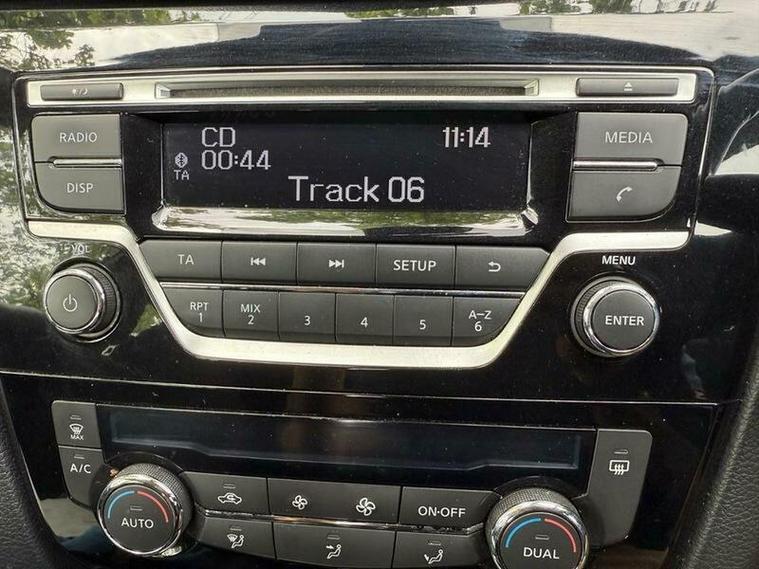 RADIO
DISP
CD 11:14
00:44
TA
Track 06
MEDIA
VOL
TA
SETUP
MENU
RPT MIX A-Z
1 2 3 4 5 6
ENTER
MAX
A/C
AUTO
ON·OFF
DUAL